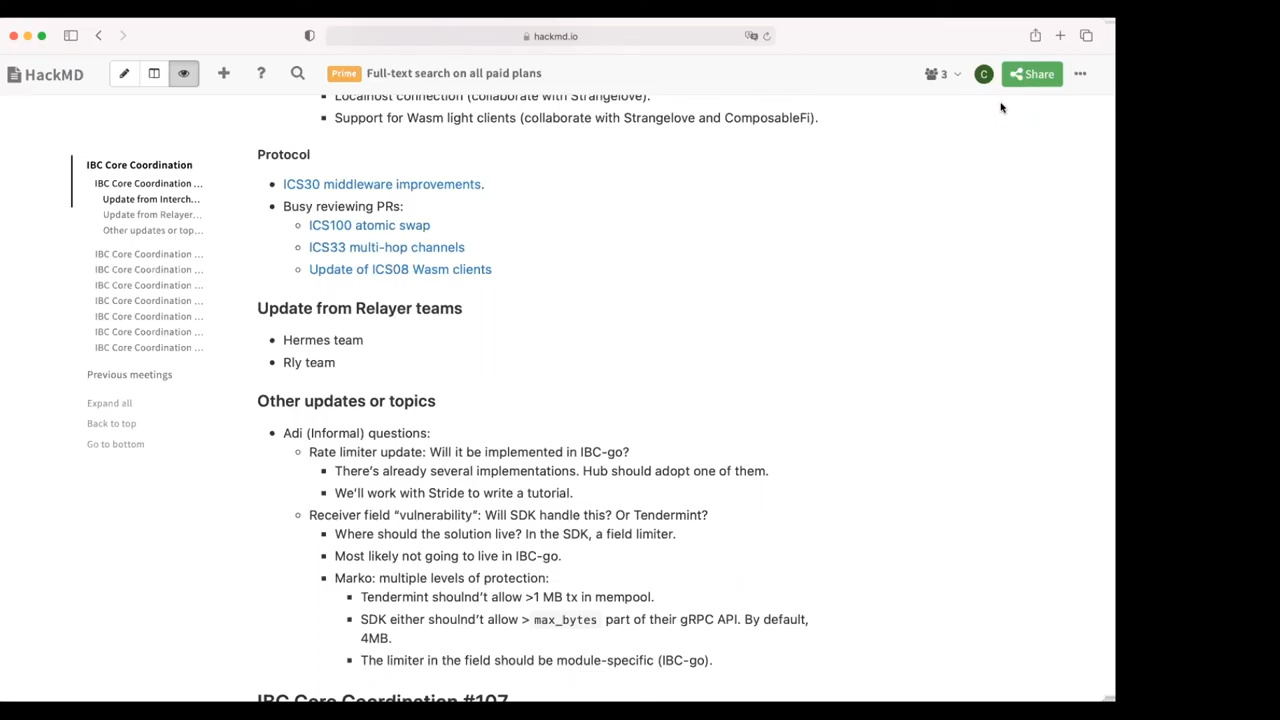 hackmd.io
HackMD
Prime Full-text search on all paid plans
3
C
Share
IBC Core Coordination
IBC Core Coordination ...
Update from Interch...
Update from Relayer...
Other updates or top...
IBC Core Coordination ...
IBC Core Coordination ...
IBC Core Coordination ...
IBC Core Coordination ...
IBC Core Coordination ...
IBC Core Coordination ...
IBC Core Coordination ...
Previous meetings
Expand all
Back to top
Go to bottom
Localhost connection (collaborate with Strangelove).
Support for Wasm light clients (collaborate with Strangelove and ComposableFi).
Protocol
ICS30 middleware improvements.
Busy reviewing PRs:
ICS100 atomic swap
ICS33 multi-hop channels
Update of ICS08 Wasm clients
Update from Relayer teams
Hermes team
Rly team
Other updates or topics
Adi (Informal) questions:
Rate limiter update: Will it be implemented in IBC-go?
There's already several implementations. Hub should adopt one of them.
We'll work with Stride to write a tutorial.
Receiver field “vulnerability”: Will SDK handle this? Or Tendermint?
Where should the solution live? In the SDK, a field limiter.
Most likely not going to live in IBC-go.
Marko: multiple levels of protection:
Tendermint shoulnd't allow >1 MB tx in mempool.
SDK either shoulnd't allow > max_bytes part of their gRPC API. By default,
4MB.
The limiter in the field should be module-specific (IBC-go).
IBC Core Coordination #107